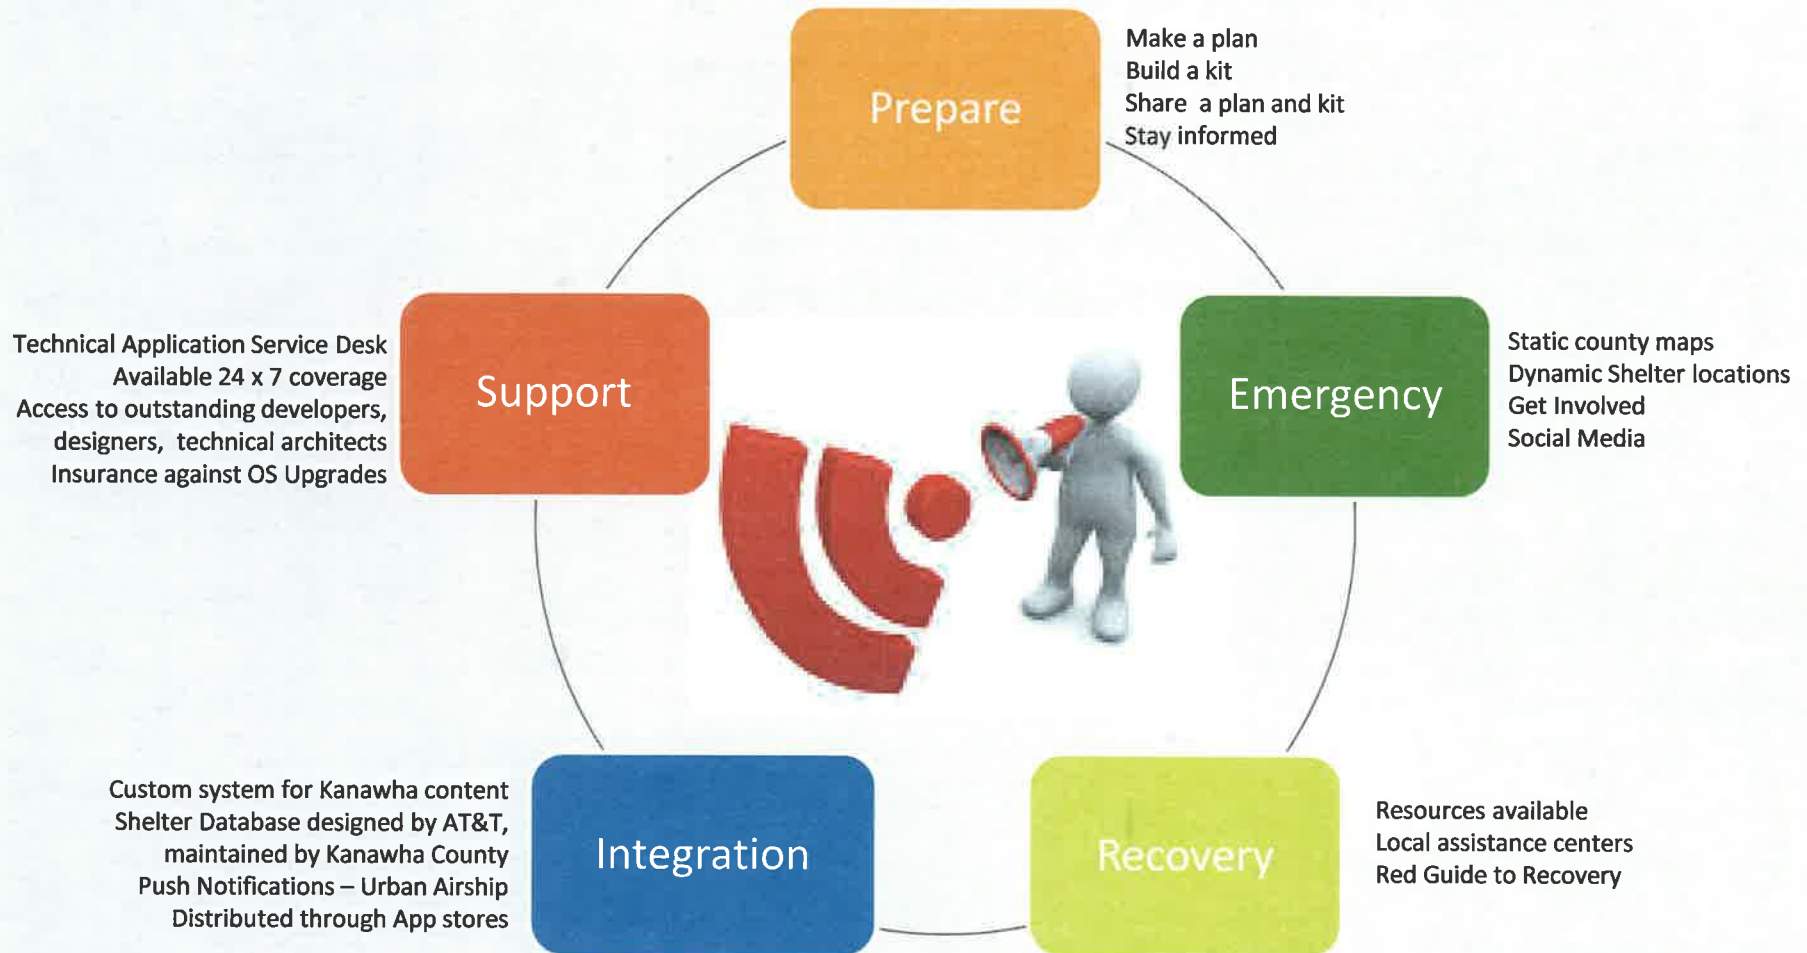 Prepare
Make a plan
Build a kit
Share a plan and kit
Stay informed
Emergency
Static county maps
Dynamic Shelter locations
Get Involved
Social Media
Recovery
Resources available
Local assistance centers
Red Guide to Recovery
Integration
Custom system for Kanawha content
Shelter Database designed by AT&T,
maintained by Kanawha County
Push Notifications – Urban Airship
Distributed through App stores
Support
Technical Application Service Desk
Available 24 x 7 coverage
Access to outstanding developers,
designers, technical architects
Insurance against OS Upgrades